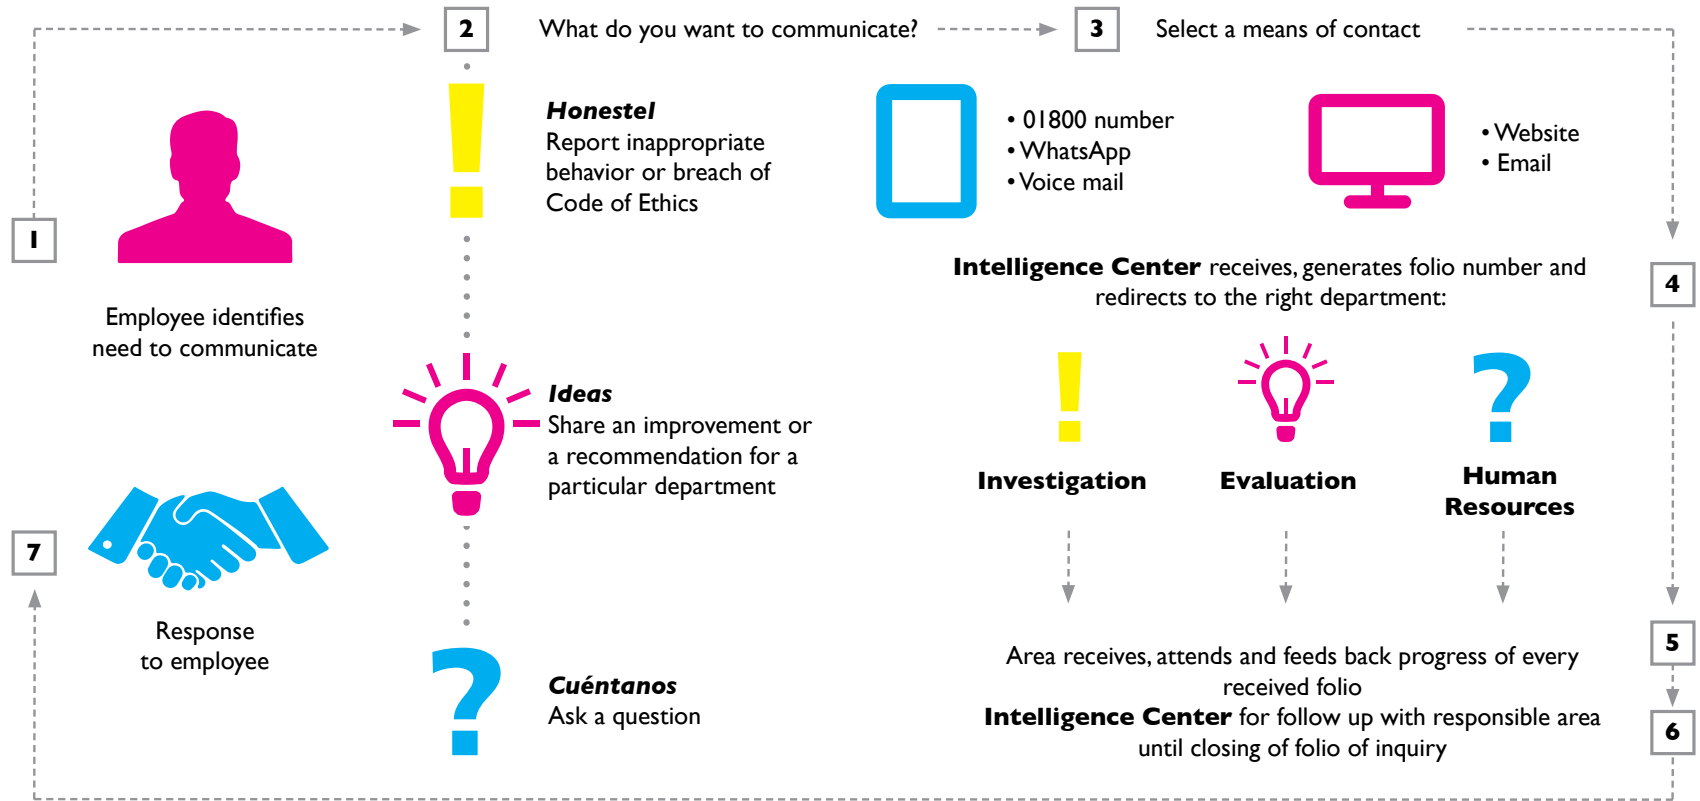 1
Employee identifies
need to communicate
2
What do you want to communicate?
Honestel
Report inappropriate
behavior or breach of
Code of Ethics
Ideas
Share an improvement or
a recommendation for a
particular department
Cuéntanos
Ask a question
3
Select a means of contact
• 01800 number
• WhatsApp
• Voice mail
• Website
• Email
4
Intelligence Center receives, generates folio number and
redirects to the right department:
Investigation
Evaluation
Human
Resources
5
Area receives, attends and feeds back progress of every
received folio
6
Intelligence Center for follow up with responsible area
until closing of folio of inquiry
7
Response
to employee